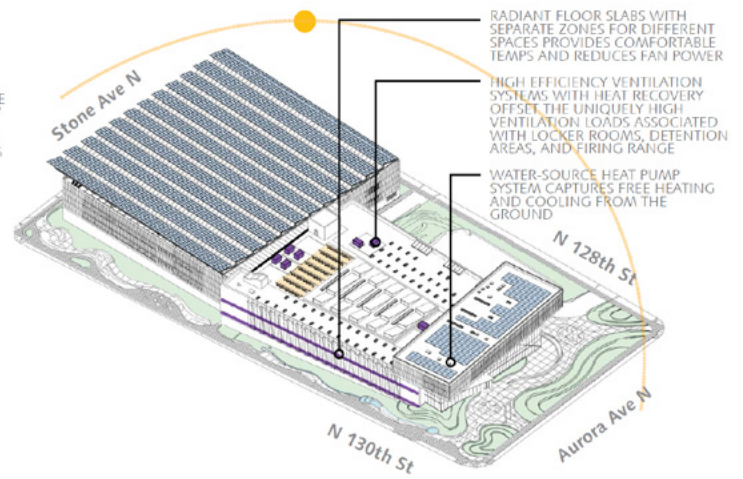 RADIANT FLOOR SLABS WITH
SEPARATE ZONES FOR DIFFERENT
SPACES PROVIDES COMFORTABLE
TEMPS AND REDUCES FAN POWER
HIGH EFFICIENCY VENTILATION
SYSTEMS WITH HEAT RECOVERY
OFFSET THE UNIQUELY HIGH
VENTILATION LOADS ASSOCIATED
WITH LOCKER ROOMS, DETENTION
AREAS, AND FIRING RANGE
WATER-SOURCE HEAT PUMP
SYSTEM CAPTURES FREE HEATING
AND COOLING FROM THE
GROUND
Stone Ave N
N 128th St
N 130th St
Aurora Ave N